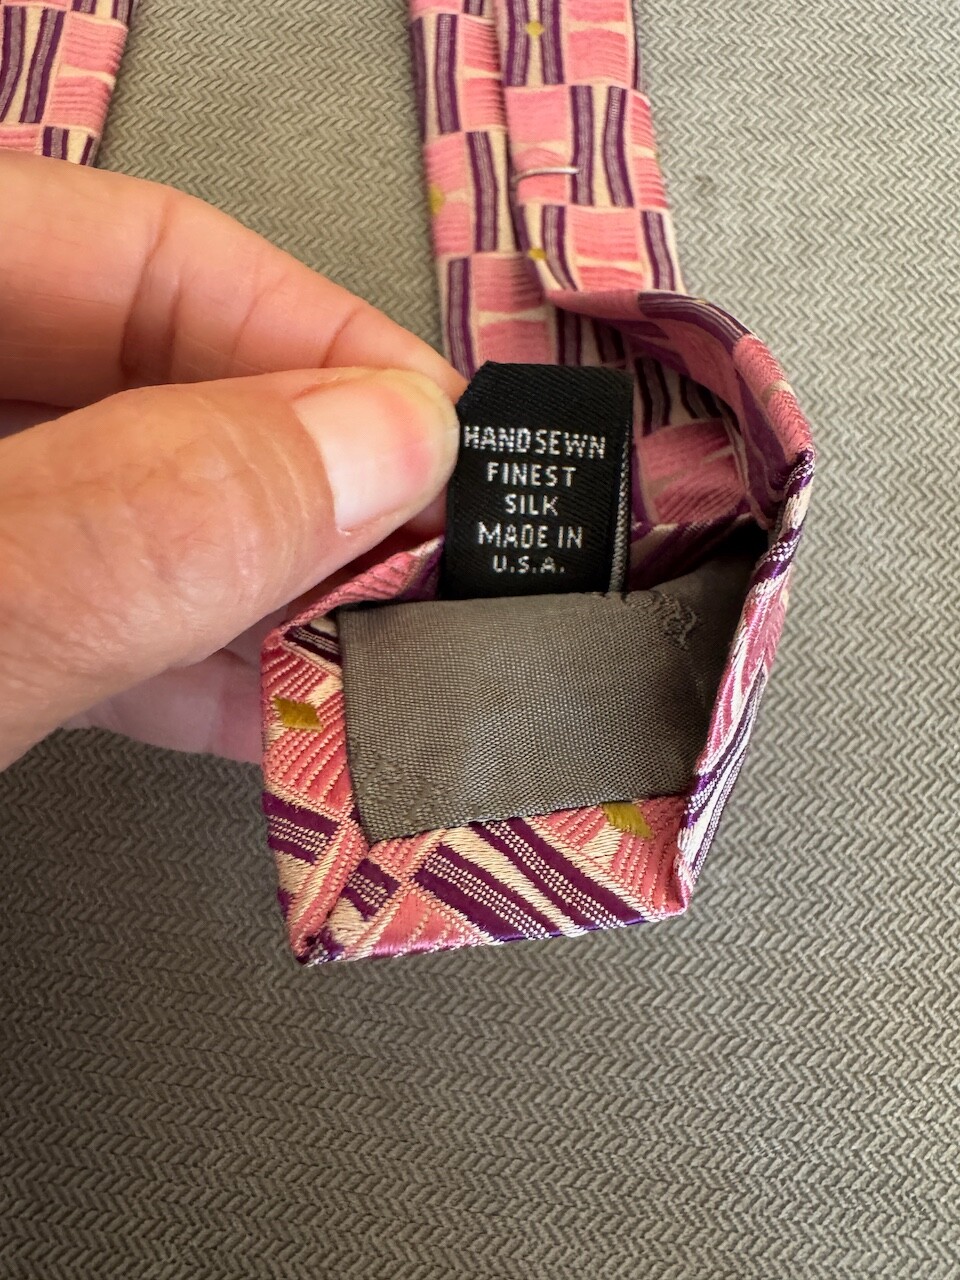 HANDSEWN
FINEST
SILK
MADE IN
U.S.A.